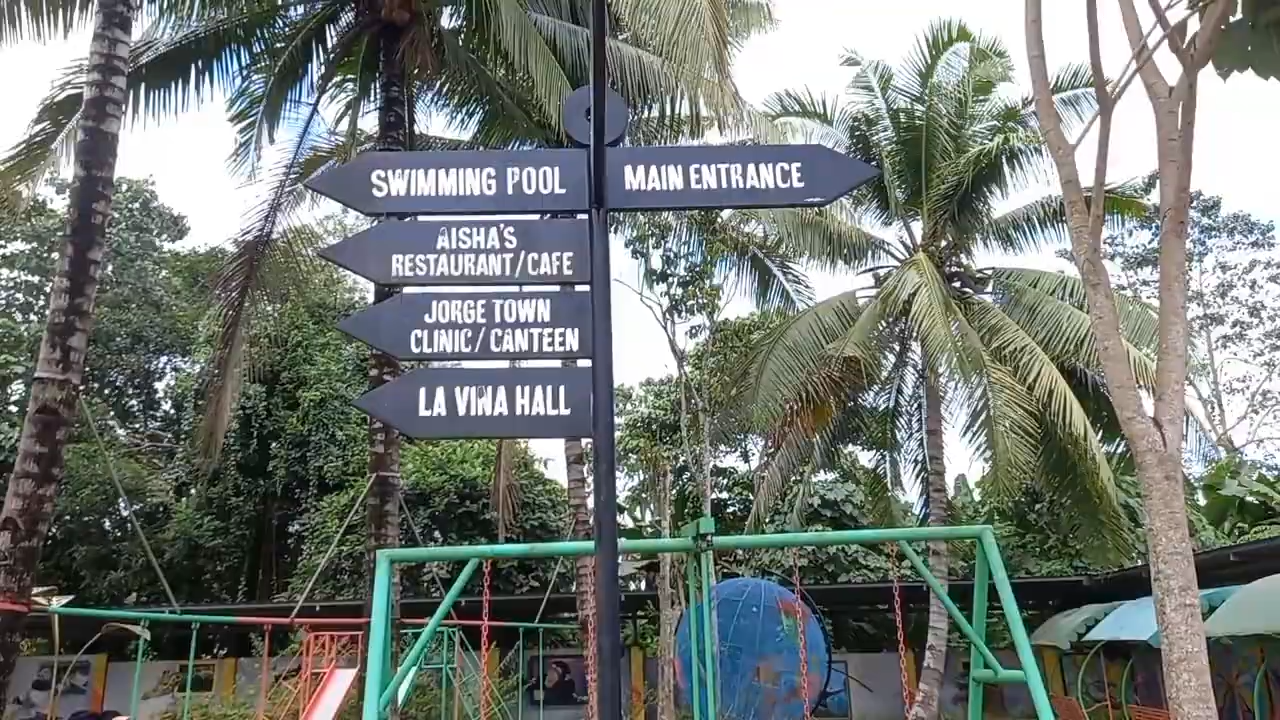 SWIMMING POOL
MAIN ENTRANCE
AISHA'S
RESTAURANT/CAFE
JORGE TOWN
CLINIC/CANTEEN
LA VINA HALL